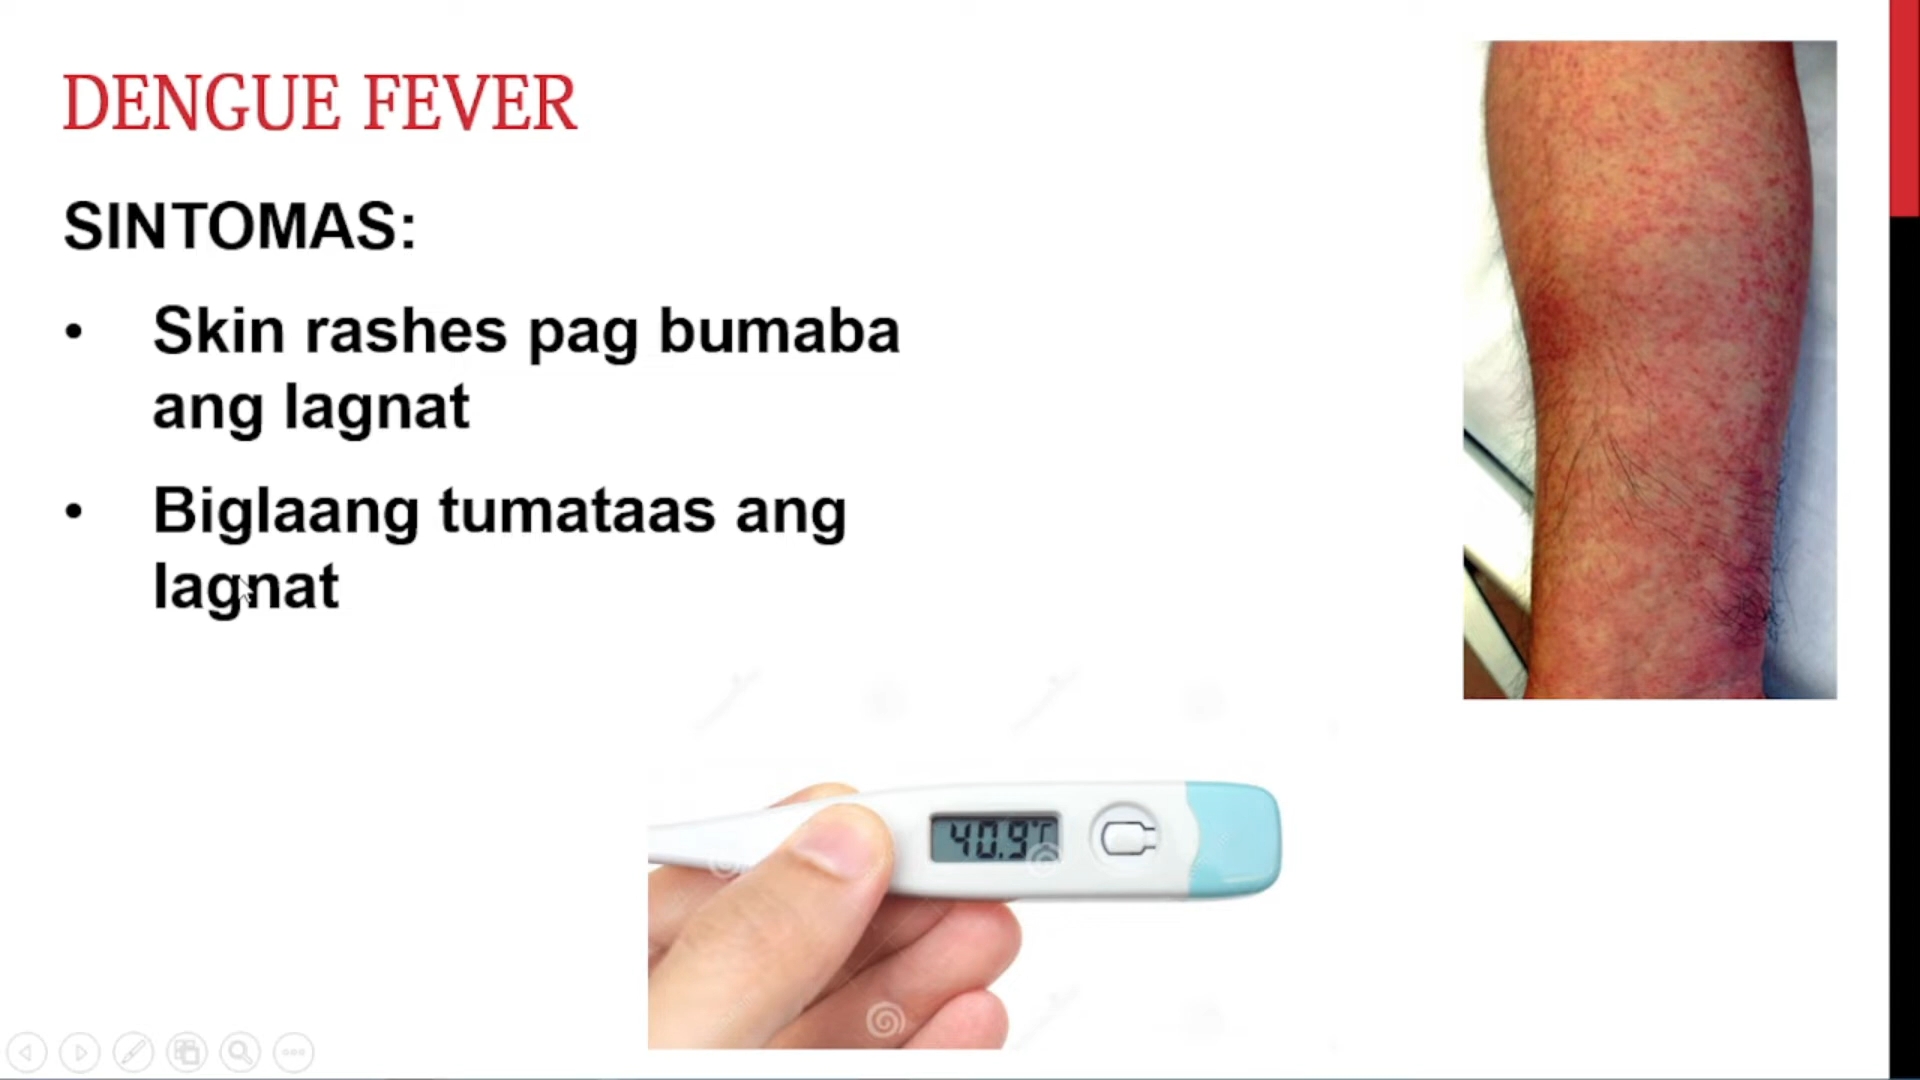 DENGUE FEVER
SINTOMAS:
• Skin rashes pag bumaba
ang lagnat
• Biglaang tumataas ang
lagnat
40.9°C